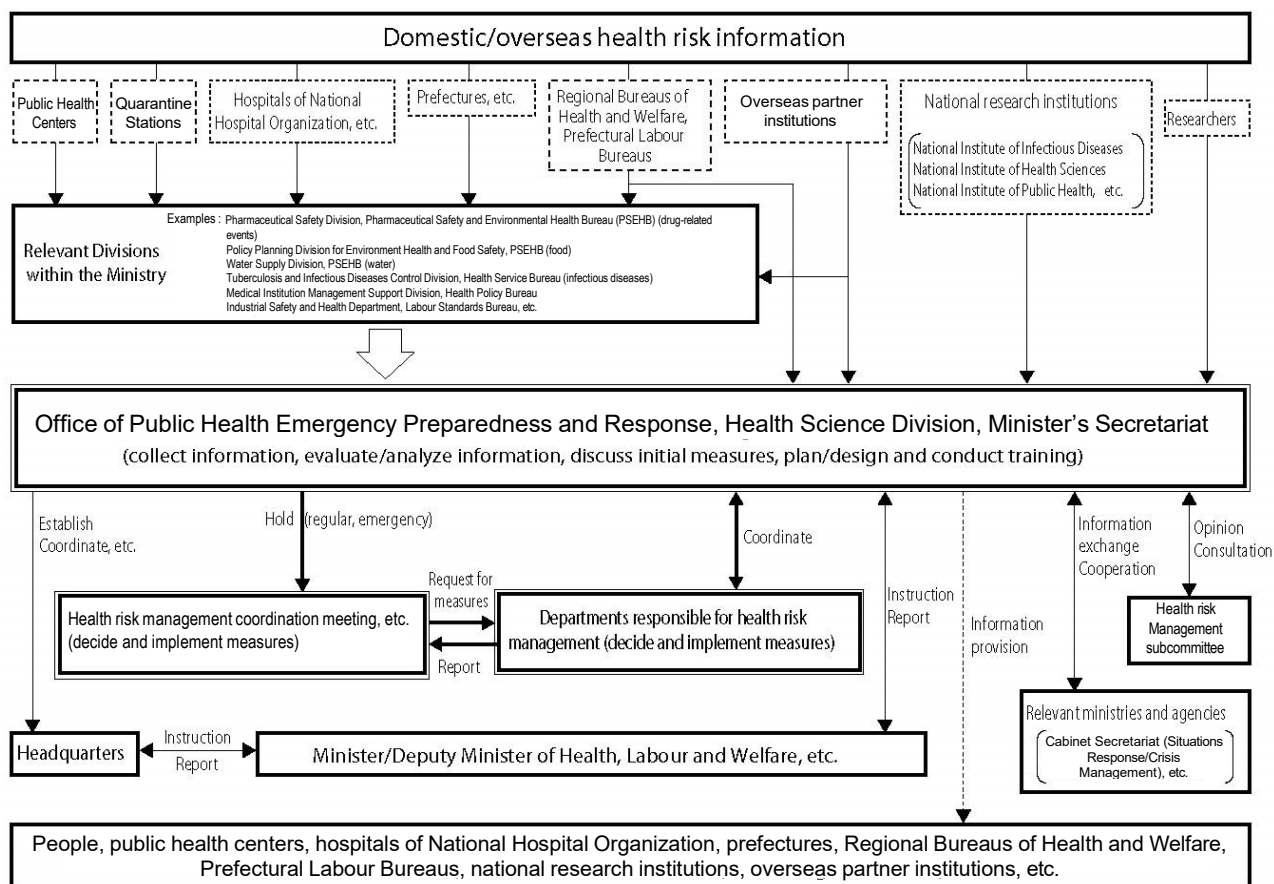 Domestic/overseas health risk information
Public Health
Centers
Quarantine
Stations
Hospitals of National
Hospital Organization, etc.
Prefectures, etc.
Regional Bureaus of
Health and Welfare,
Prefectural Labour
Bureaus
Overseas partner
institutions
National research institutions
National Institute of Infectious Diseases
National Institute of Health Sciences
National Institute of Public Health, etc.
Researchers
Relevant Divisions
within the Ministry
Examples : Pharmaceutical Safety Division, Pharmaceutical Safety and Environmental Health Bureau (PSEHB) (drug-related
events)
Policy Planning Division for Environment Health and Food Safety, PSEHB (food)
Water Supply Division, PSEHB (water)
Tuberculosis and Infectious Diseases Control Division, Health Service Bureau (infectious diseases)
Medical Institution Management Support Division, Health Policy Bureau
Industrial Safety and Health Department, Labour Standards Bureau, etc.
Office of Public Health Emergency Preparedness and Response, Health Science Division, Minister's Secretariat
(collect information, evaluate/analyze information, discuss initial measures, plan/design and conduct training)
Establish
Coordinate, etc.
Hold (regular, emergency)
Coordinate
Instruction
Report
Information
provision
Information
exchange
Cooperation
Opinion
Consultation
Health risk management coordination meeting, etc.
(decide and implement measures)
Request for
measures
Report
Departments responsible for health risk
management (decide and implement measures)
Health risk
Management
subcommittee
Headquarters
Instruction
Report
Minister/Deputy Minister of Health, Labour and Welfare, etc.
Relevant ministries and agencies
Cabinet Secretariat (Situations
Response/Crisis
Management), etc.
People, public health centers, hospitals of National Hospital Organization, prefectures, Regional Bureaus of Health and Welfare,
Prefectural Labour Bureaus, national research institutions, overseas partner institutions, etc.